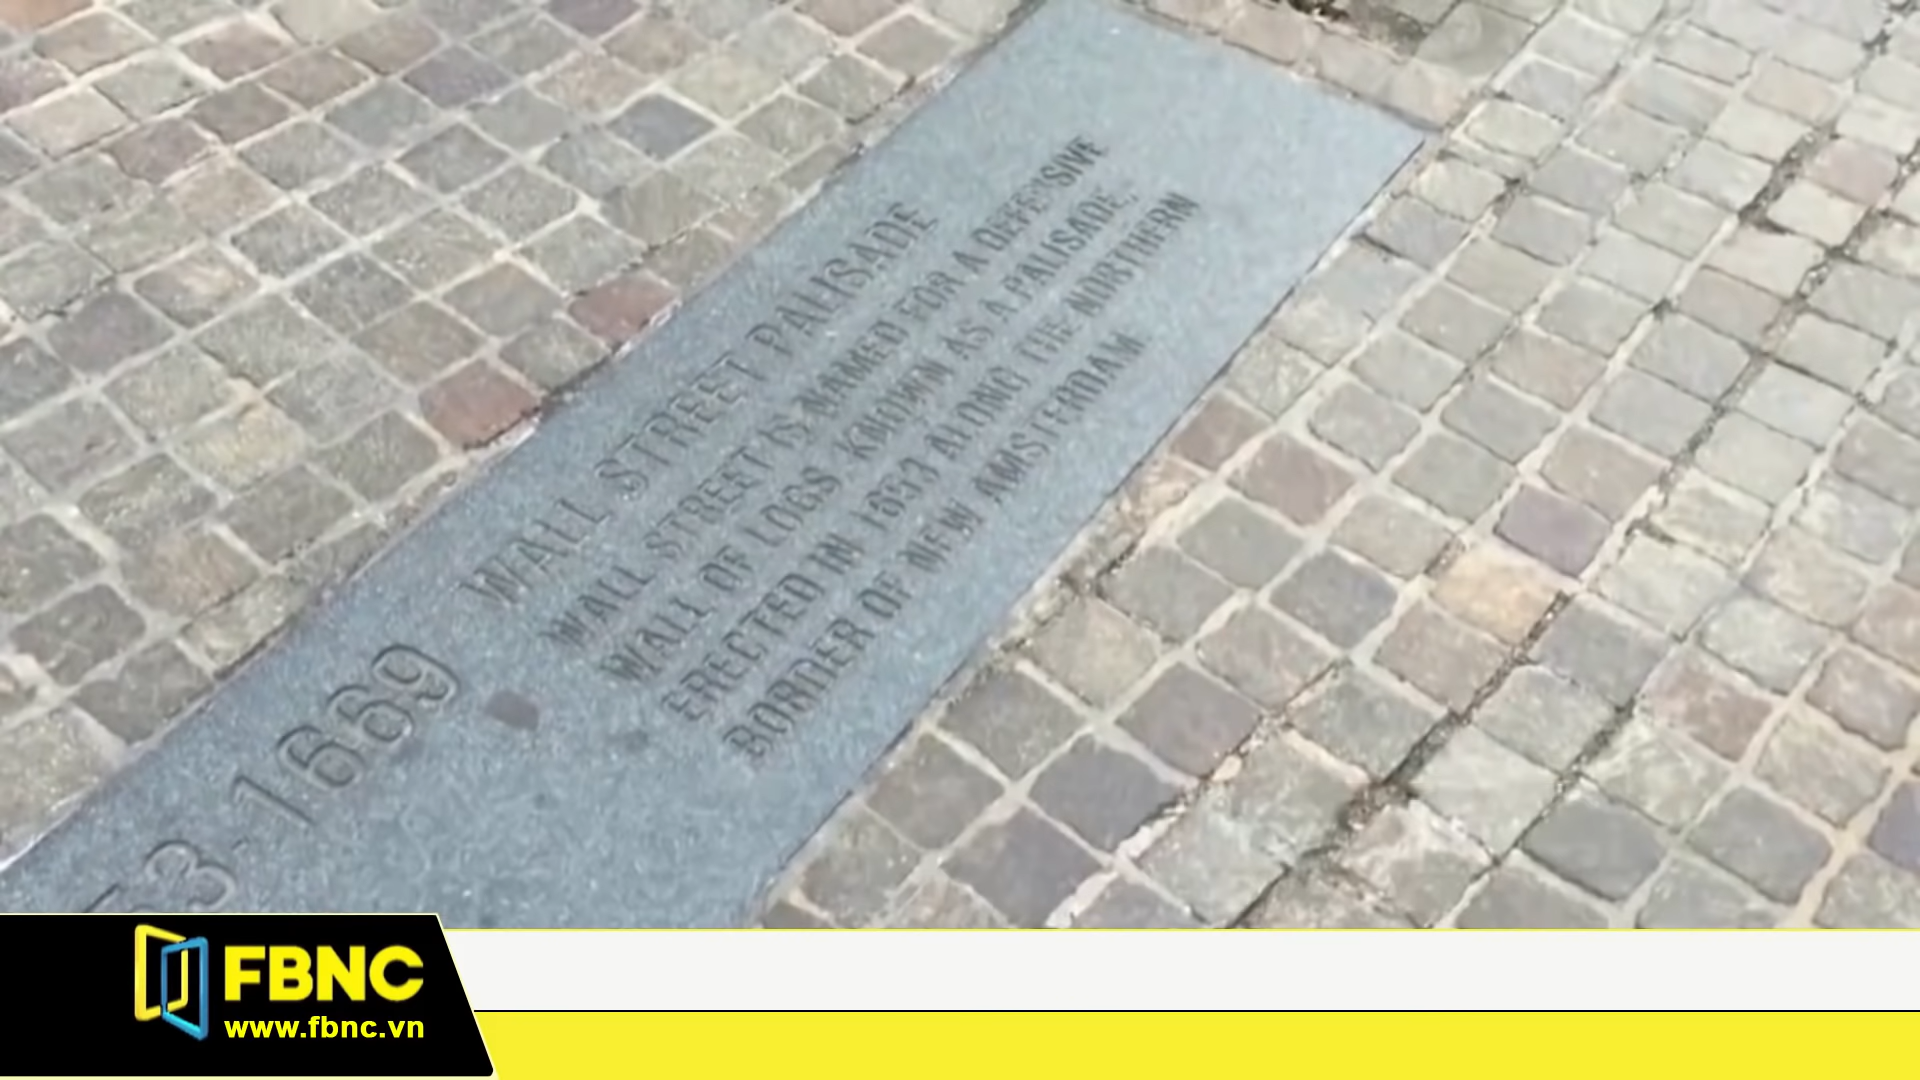 WALL STREET PALISADE
WALL STREET IS NAMED FOR A DEFENSIVE
WALL OF LOGS, KNOWN AS A PALISADE,
ERECTED IN 1653 ALONG THE NORTHERN
BORDER OF NEW AMSTERDAM
53·1669
FBNC
www.fbnc.vn